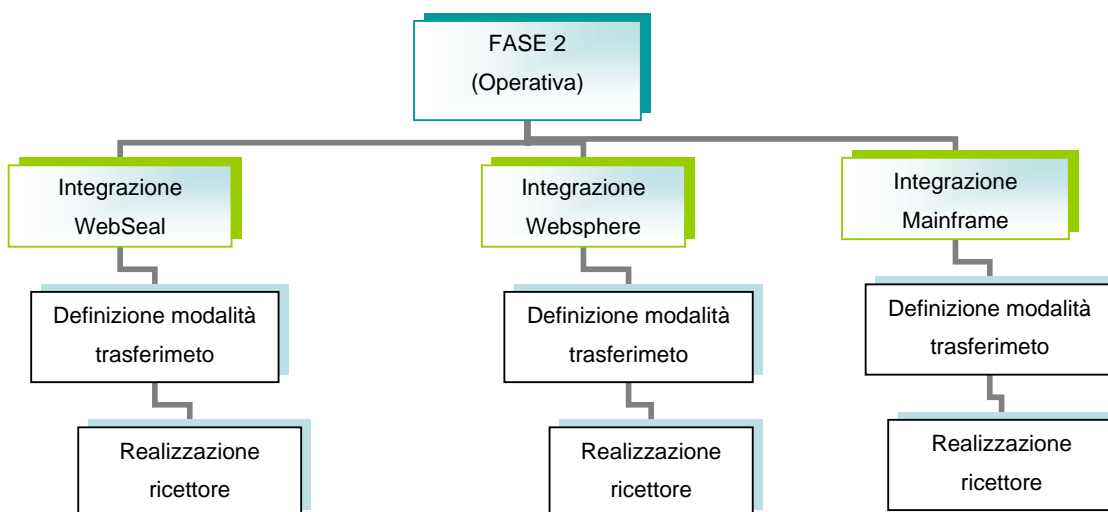 FASE 2
(Operativa)
Integrazione
WebSeal
Integrazione
Websphere
Integrazione
Mainframe
Definizione modalità
trasferimeto
Definizione modalità
trasferimeto
Definizione modalità
trasferimeto
Realizzazione
ricettore
Realizzazione
ricettore
Realizzazione
ricettore